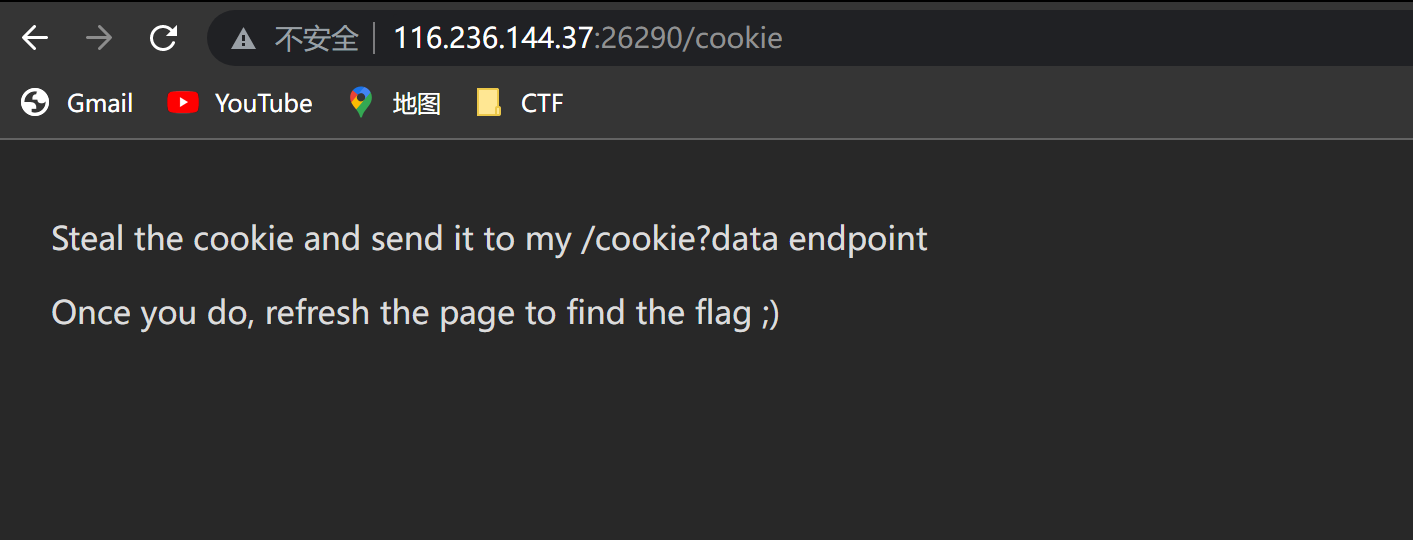 不安全 116.236.144.37:26290/cookie
Gmail YouTube 地图 CTF
Steal the cookie and send it to my /cookie?data endpoint
Once you do, refresh the page to find the flag ;)